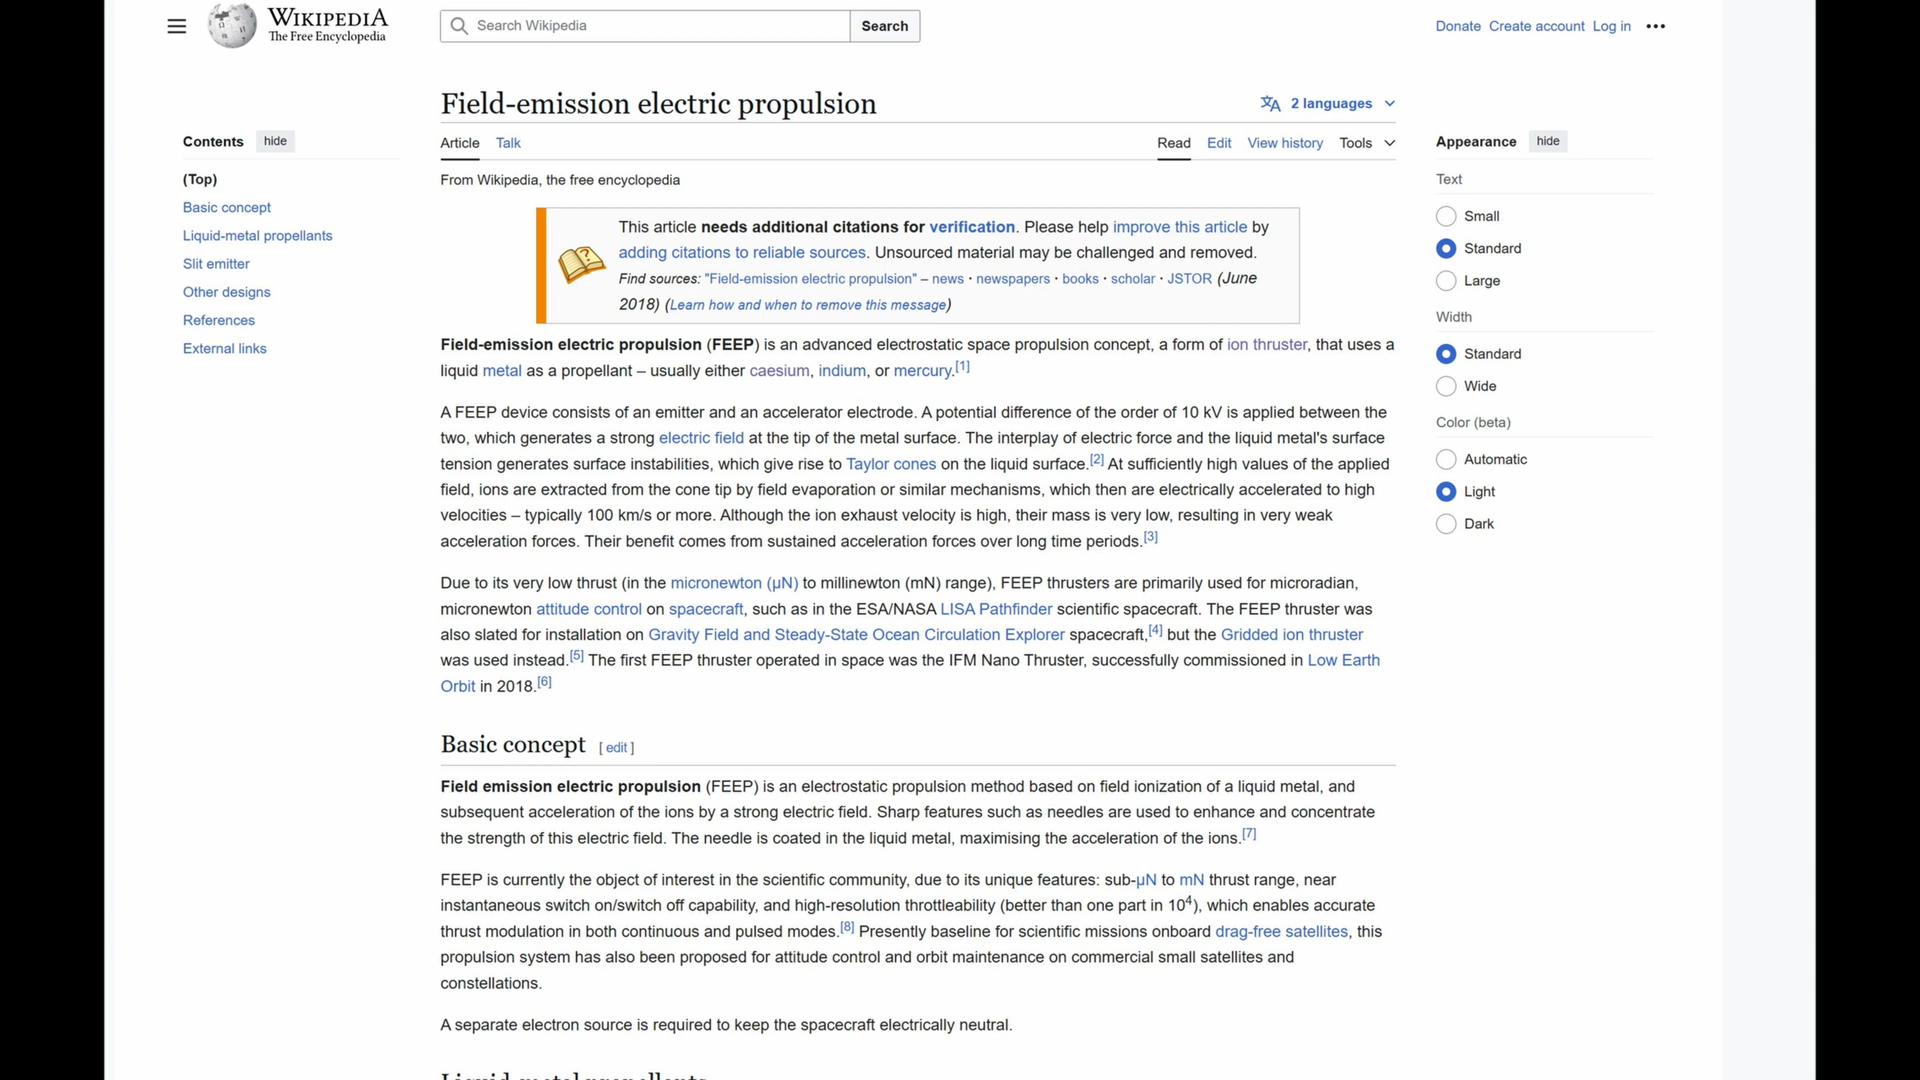 WIKIPEDIA
The Free Encyclopedia
Search Wikipedia
Search
Donate Create account Log in
Field-emission electric propulsion
2 languages
Contents hide
(Top)
Basic concept
Liquid-metal propellants
Slit emitter
Other designs
References
External links
Article Talk
Read Edit View history Tools
From Wikipedia, the free encyclopedia
This article needs additional citations for verification. Please help improve this article by
adding citations to reliable sources. Unsourced material may be challenged and removed.
Find sources: "Field-emission electric propulsion" – news · newspapers · books · scholar · JSTOR (June
2018) (Learn how and when to remove this message)
Field-emission electric propulsion (FEEP) is an advanced electrostatic space propulsion concept, a form of ion thruster, that uses a
liquid metal as a propellant – usually either caesium, indium, or mercury.[1]
A FEEP device consists of an emitter and an accelerator electrode. A potential difference of the order of 10 kV is applied between the
two, which generates a strong electric field at the tip of the metal surface. The interplay of electric force and the liquid metal's surface
tension generates surface instabilities, which give rise to Taylor cones on the liquid surface.[2] At sufficiently high values of the applied
field, ions are extracted from the cone tip by field evaporation or similar mechanisms, which then are electrically accelerated to high
velocities – typically 100 km/s or more. Although the ion exhaust velocity is high, their mass is very low, resulting in very weak
acceleration forces. Their benefit comes from sustained acceleration forces over long time periods.[3]
Due to its very low thrust (in the micronewton (μN) to millinewton (mN) range), FEEP thrusters are primarily used for microradian,
micronewton attitude control on spacecraft, such as in the ESA/NASA LISA Pathfinder scientific spacecraft. The FEEP thruster was
also slated for installation on Gravity Field and Steady-State Ocean Circulation Explorer spacecraft,[4] but the Gridded ion thruster
was used instead.[5] The first FEEP thruster operated in space was the IFM Nano Thruster, successfully commissioned in Low Earth
Orbit in 2018.[6]
Basic concept [ edit ]
Field emission electric propulsion (FEEP) is an electrostatic propulsion method based on field ionization of a liquid metal, and
subsequent acceleration of the ions by a strong electric field. Sharp features such as needles are used to enhance and concentrate
the strength of this electric field. The needle is coated in the liquid metal, maximising the acceleration of the ions.[7]
FEEP is currently the object of interest in the scientific community, due to its unique features: sub-μN to mN thrust range, near
instantaneous switch on/switch off capability, and high-resolution throttleability (better than one part in 10⁴), which enables accurate
thrust modulation in both continuous and pulsed modes.[8] Presently baseline for scientific missions onboard drag-free satellites, this
propulsion system has also been proposed for attitude control and orbit maintenance on commercial small satellites and
constellations.
A separate electron source is required to keep the spacecraft electrically neutral.
Liquid-metal propellants
Appearance hide
Text
Small
Standard
Large
Width
Standard
Wide
Color (beta)
Automatic
Light
Dark